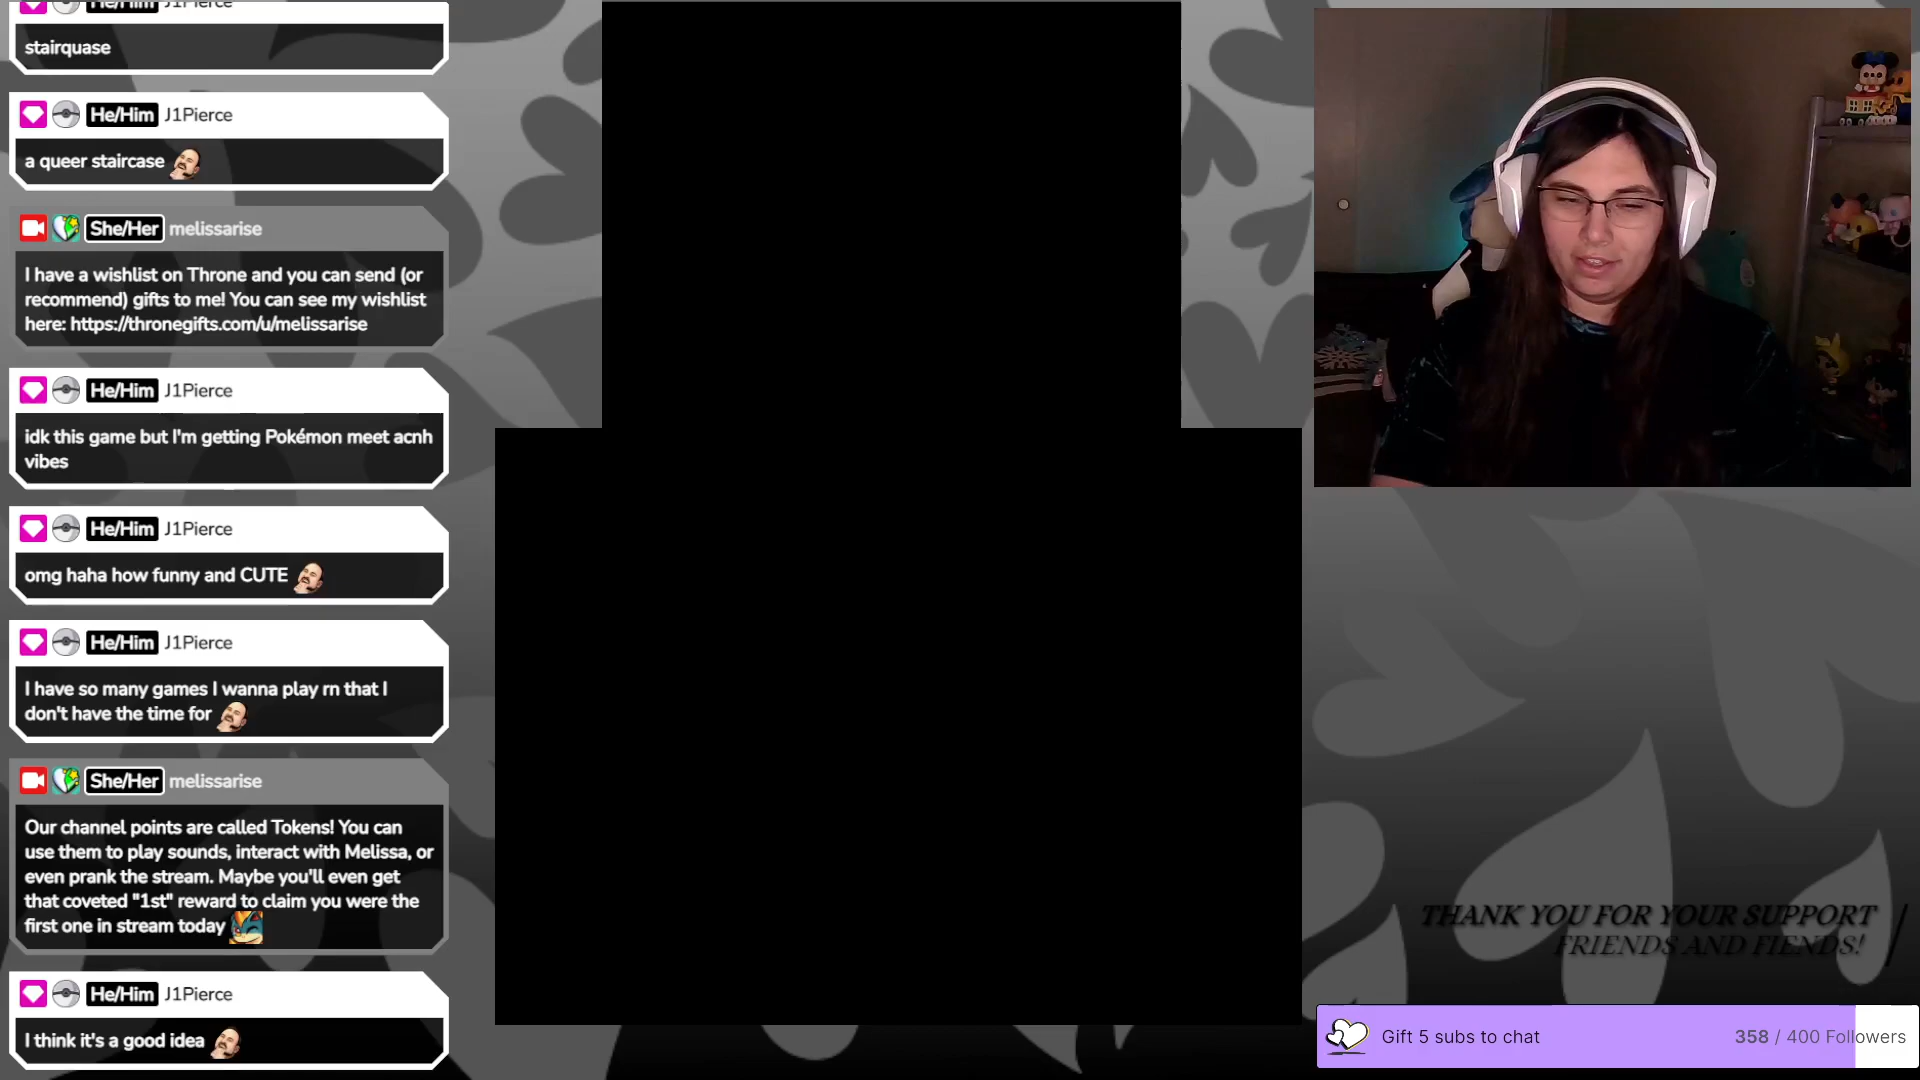 He/Him J1Pierce
stairquase
He/Him J1Pierce
a queer staircase
She/Her melissarise
I have a wishlist on Throne and you can send (or
recommend) gifts to me! You can see my wishlist
here: https://thronegifts.com/u/melissarise
He/Him J1Pierce
idk this game but I'm getting Pokémon meet acnh
vibes
He/Him J1Pierce
omg haha how funny and CUTE
He/Him J1Pierce
I have so many games I wanna play rn that I
don't have the time for
She/Her melissarise
Our channel points are called Tokens! You can
use them to play sounds, interact with Melissa, or
even prank the stream. Maybe you'll even get
that coveted "1st" reward to claim you were the
first one in stream today
He/Him J1Pierce
I think it's a good idea
THANK YOU FOR YOUR SUPPORT
FRIENDS AND FIENDS!
Gift 5 subs to chat 358 / 400 Followers